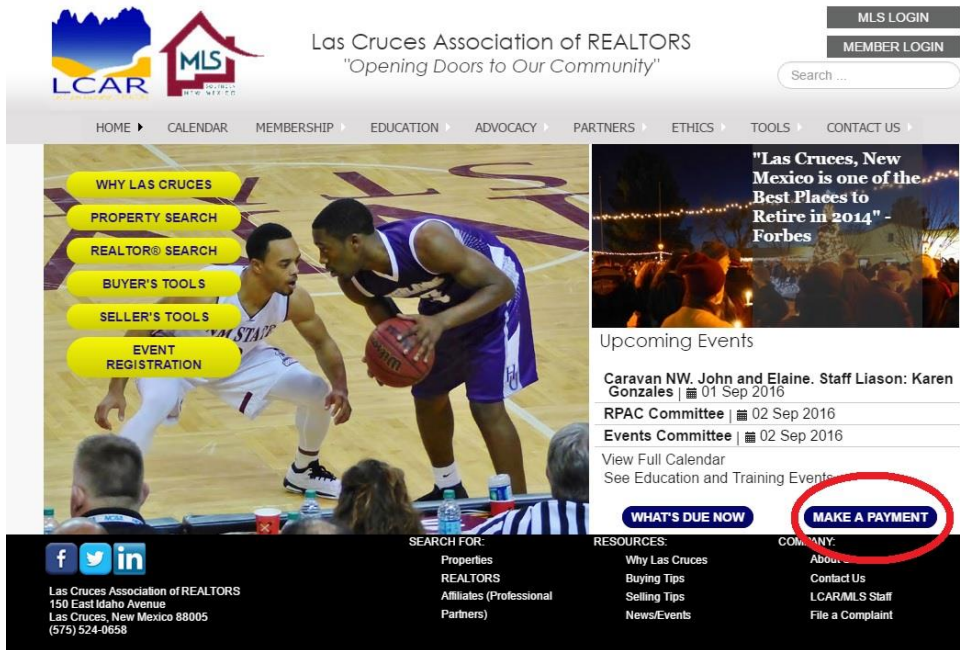 MLS LOGIN
MEMBER LOGIN
Search ...
LCAR
MLS
Las Cruces Association of REALTORS
"Opening Doors to Our Community"
HOME
CALENDAR
MEMBERSHIP
EDUCATION
ADVOCACY
PARTNERS
ETHICS
TOOLS
CONTACT US
WHY LAS CRUCES
PROPERTY SEARCH
REALTOR® SEARCH
BUYER'S TOOLS
SELLER'S TOOLS
EVENT
REGISTRATION
NM STATE
"Las Cruces, New
Mexico is one of the
Best Places to
Retire in 2014" -
Forbes
Upcoming Events
Caravan NW. John and Elaine. Staff Liason: Karen
Gonzales | 01 Sep 2016
RPAC Committee | 02 Sep 2016
Events Committee | 02 Sep 2016
View Full Calendar
See Education and Training Events
WHAT'S DUE NOW
MAKE A PAYMENT
Las Cruces Association of REALTORS
150 East Idaho Avenue
Las Cruces, New Mexico 88005
(575) 524-0658
SEARCH FOR:
Properties
REALTORS
Affiliates (Professional
Partners)
RESOURCES:
Why Las Cruces
Buying Tips
Selling Tips
News/Events
COMPANY:
About
Contact Us
LCAR/MLS Staff
File a Complaint